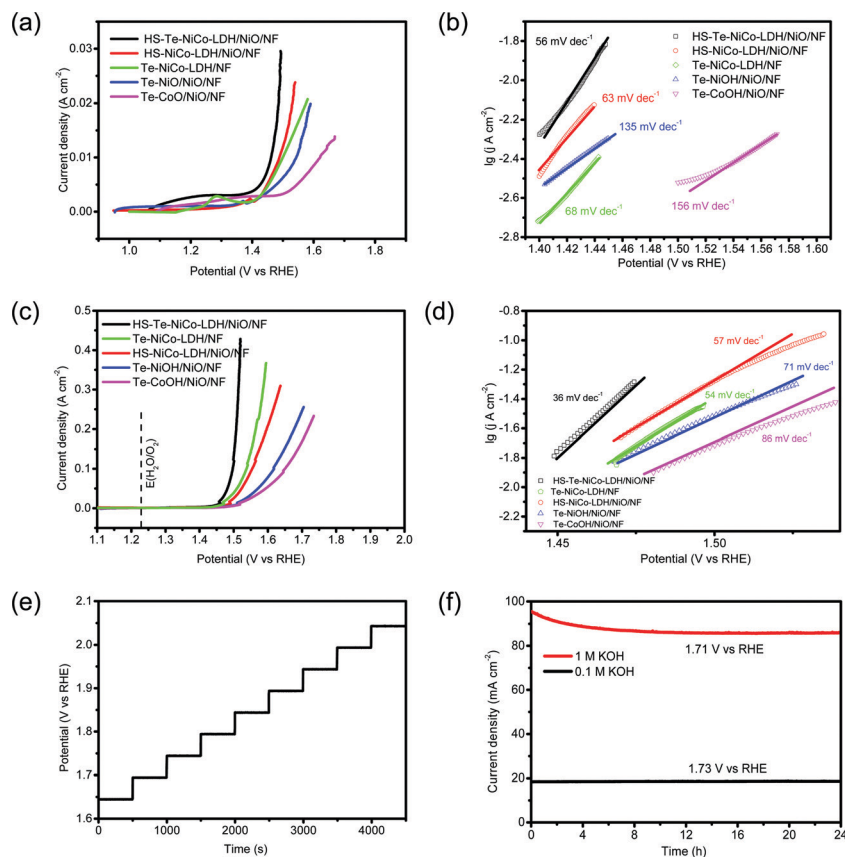 (a)
HS-Te-NiCo-LDH/NiO/NF
HS-NiCo-LDH/NiO/NF
Te-NiCo-LDH/NF
Te-NiO/NiO/NF
Te-CoO/NiO/NF
Current density (A cm⁻²)
0.03
0.02
0.01
0.00
1.0 1.2 1.4 1.6 1.8
Potential (V vs RHE)
(b)
56 mV dec⁻¹
HS-Te-NiCo-LDH/NiO/NF
HS-NiCo-LDH/NiO/NF
Te-NiCo-LDH/NF
Te-NiOH/NiO/NF
Te-CoOH/NiO/NF
63 mV dec⁻¹
135 mV dec⁻¹
68 mV dec⁻¹
156 mV dec⁻¹
lg (j A cm⁻²)
-1.6
-1.8
-2.0
-2.2
-2.4
-2.6
-2.8
1.40 1.42 1.44 1.46 1.48 1.50 1.52 1.54 1.56 1.58 1.60
Potential (V vs RHE)
(c)
HS-Te-NiCo-LDH/NiO/NF
Te-NiCo-LDH/NF
HS-NiCo-LDH/NiO/NF
Te-NiOH/NiO/NF
Te-CoOH/NiO/NF
E(H₂O/O₂)
Current density (A cm⁻²)
0.5
0.4
0.3
0.2
0.1
0.0
1.1 1.2 1.3 1.4 1.5 1.6 1.7 1.8 1.9 2.0
Potential (V vs RHE)
(d)
57 mV dec⁻¹
36 mV dec⁻¹
71 mV dec⁻¹
54 mV dec⁻¹
86 mV dec⁻¹
HS-Te-NiCo-LDH/NiO/NF
Te-NiCo-LDH/NF
HS-NiCo-LDH/NiO/NF
Te-NiOH/NiO/NF
Te-CoOH/NiO/NF
lg (j A cm⁻²)
-0.8
-1.0
-1.2
-1.4
-1.6
-1.8
-2.0
-2.2
1.45 1.50
Potential (V vs RHE)
(e)
Potential (V vs RHE)
2.1
2.0
1.9
1.8
1.7
1.6
0 1000 2000 3000 4000
Time (s)
(f)
1 M KOH
0.1 M KOH
1.71 V vs RHE
1.73 V vs RHE
Current density (mA cm⁻²)
100
80
60
40
20
0
0 4 8 12 16 20 24
Time (h)